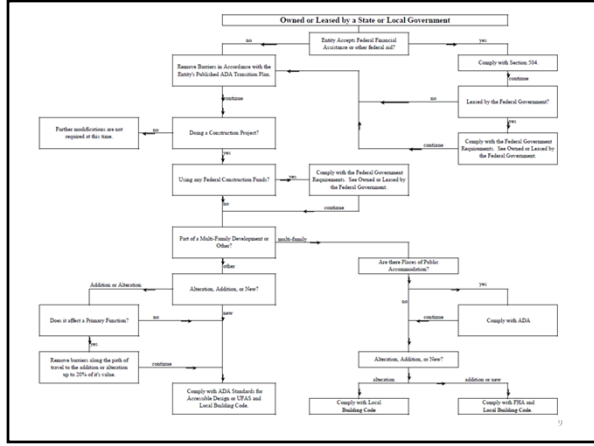 Owned or Leased by a State or Local Government
Entity Accepts Federal Financial
Assistance or other federal aid?
no
yes
Remove Barriers in Accordance with the
Entity's Published ADA Transition Plan.
Comply with Section 504.
continue
continue
Leased by the Federal Government?
no
yes
Further modifications are not
required at this time.
no
Doing a Construction Project?
Comply with the Federal Government
Requirements. See Owned or Leased by
the Federal Government.
continue
yes
Using any Federal Construction Funds?
yes
Comply with the Federal Government
Requirements. See Owned or Leased by
the Federal Government.
no
continue
Part of a Multi-Family Development or
Other?
multi-family
other
Are there Places of Public
Accommodation?
Addition or Alteration
Alteration, Addition, or New?
yes
no
Does it affect a Primary Function?
no
new
continue
Comply with ADA
yes
Remove barriers along the path of
travel to the addition or alteration
up to 20% of it's value.
continue
Alteration, Addition, or New?
alteration
addition or new
Comply with ADA Standards for
Accessible Design or UFAS and
Local Building Code.
Comply with Local
Building Code
Comply with FHA and
Local Building Code.
9